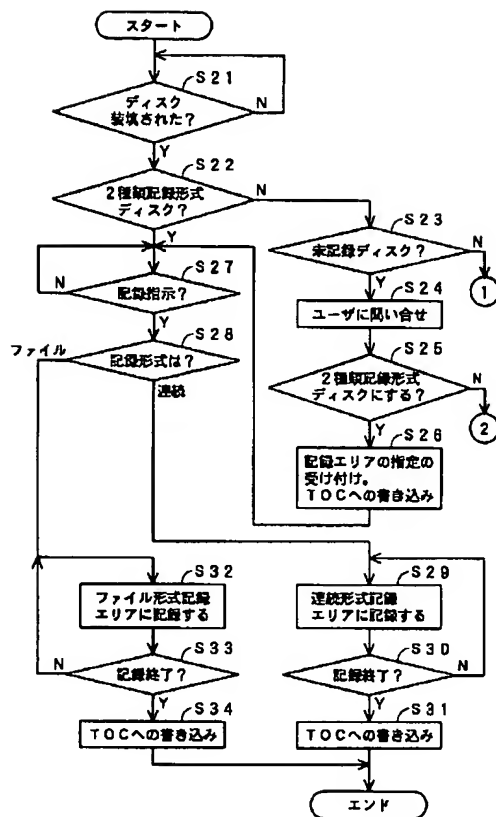 スタート
S21
ディスク
装填された？
N
Y
S22
2種類記録形式
ディスク？
N
Y
S23
未記録ディスク？
N
Y
1
S24
ユーザに問い合せ
S25
2種類記録形式
ディスクにする？
N
Y
2
S26
記録エリアの指定の
受け付け。
TOCへの書き込み
S27
記録指示？
N
Y
S28
ファイル
記録形式は？
連続
S32
ファイル形式記録
エリアに記録する
S29
連続形式記録
エリアに記録する
S33
N
記録終了？
Y
S30
記録終了？
N
Y
S34
TOCへの書き込み
S31
TOCへの書き込み
エンド